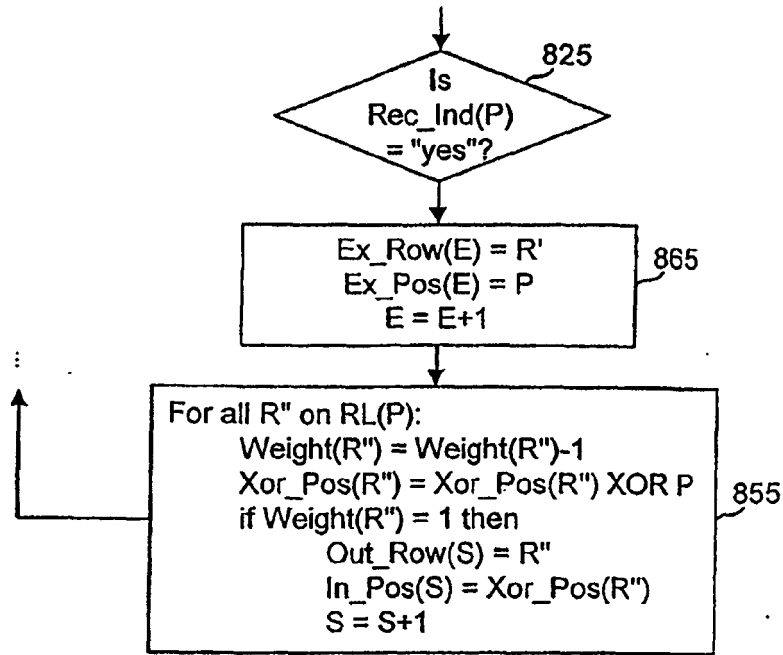 825
Is
Rec_Ind(P)
= "yes"?
Ex_Row(E) = R'
Ex_Pos(E) = P
E = E+1
865
...
For all R" on RL(P):
Weight(R") = Weight(R")-1
Xor_Pos(R") = Xor_Pos(R") XOR P
if Weight(R") = 1 then
Out_Row(S) = R"
In_Pos(S) = Xor_Pos(R")
S = S+1
855